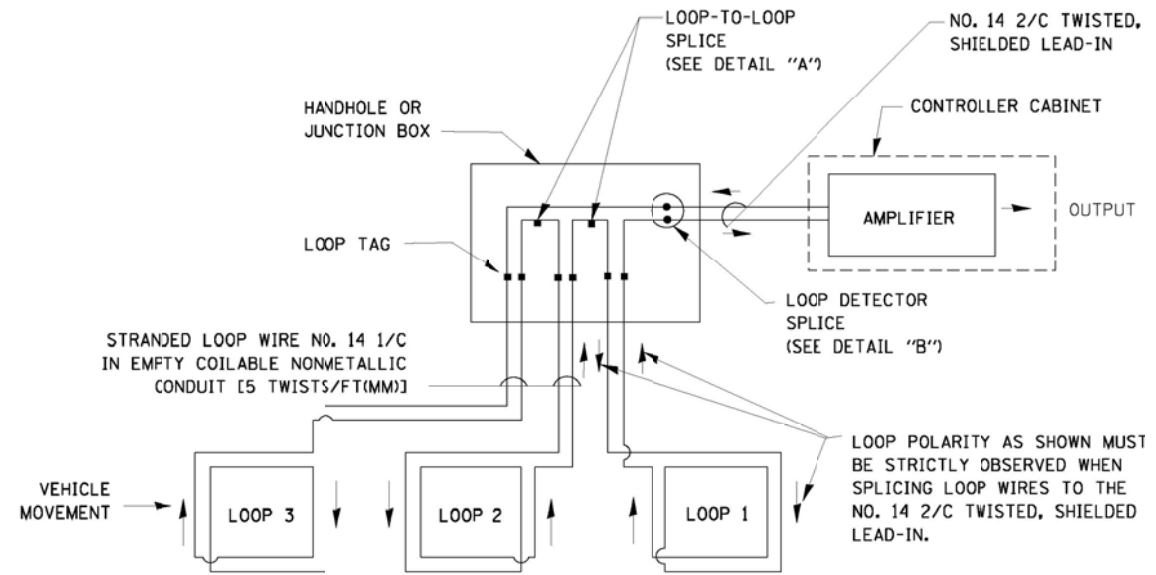 LOOP-TO-LOOP
SPLICE
(SEE DETAIL "A")
NO. 14 2/C TWISTED,
SHIELDED LEAD-IN
HANDHOLE OR
JUNCTION BOX
CONTROLLER CABINET
AMPLIFIER
OUTPUT
LOOP TAG
LOOP DETECTOR
SPLICE
(SEE DETAIL "B")
STRANDED LOOP WIRE NO. 14 1/C
IN EMPTY COILABLE NONMETALLIC
CONDUIT [5 TWISTS/FT(MM)]
LOOP POLARITY AS SHOWN MUST
BE STRICTLY OBSERVED WHEN
SPLICING LOOP WIRES TO THE
NO. 14 2/C TWISTED, SHIELDED
LEAD-IN.
VEHICLE
MOVEMENT
LOOP 3
LOOP 2
LOOP 1